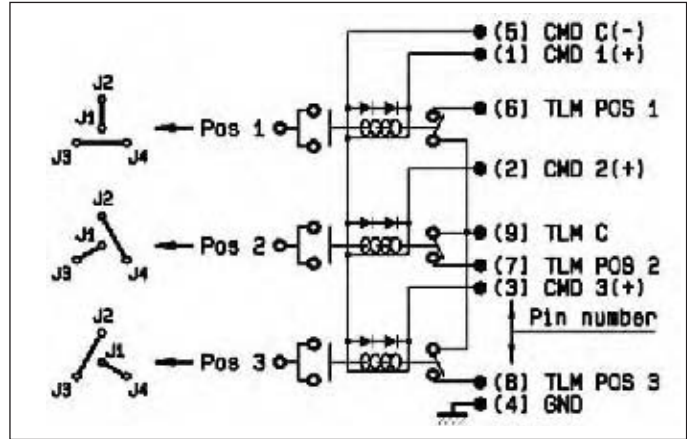 (5) CMD C(-)
(1) CMD 1(+)
J2
J1
J3 J4
Pos 1
(6) TLM POS 1
(2) CMD 2(+)
J2
J1
J3 J4
Pos 2
(9) TLM C
(7) TLM POS 2
(3) CMD 3(+)
Pin number
J2
J1
J3 J4
Pos 3
(8) TLM POS 3
(4) GND